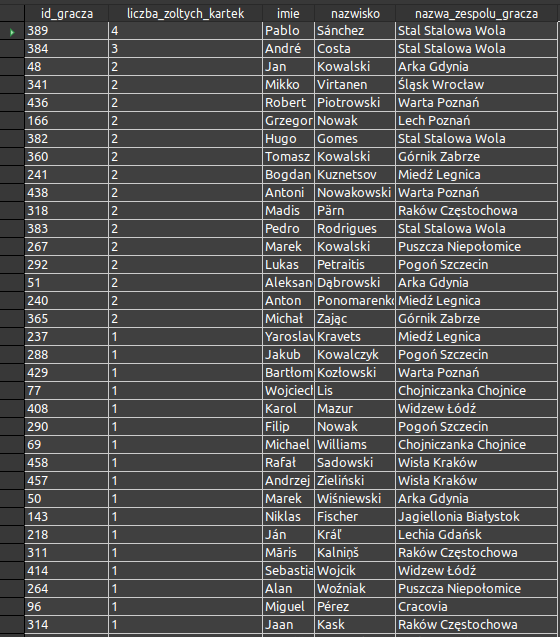 id_gracza liczba_zoltych_kartek imie nazwisko nazwa_zespolu_gracza
389 4 Pablo Sánchez Stal Stalowa Wola
384 3 André Costa Stal Stalowa Wola
48 2 Jan Kowalski Arka Gdynia
341 2 Mikko Virtanen Śląsk Wrocław
436 2 Robert Piotrowski Warta Poznań
166 2 Grzegor Nowak Lech Poznań
382 2 Hugo Gomes Stal Stalowa Wola
360 2 Tomasz Kowalski Górnik Zabrze
241 2 Bogdan Kuznetsov Miedź Legnica
438 2 Antoni Nowakowski Warta Poznań
318 2 Madis Pärn Raków Częstochowa
383 2 Pedro Rodrigues Stal Stalowa Wola
267 2 Marek Kowalski Puszcza Niepołomice
292 2 Lukas Petraitis Pogoń Szczecin
51 2 Aleksan Dąbrowski Arka Gdynia
240 2 Anton Ponomarenko Miedź Legnica
365 2 Michał Zając Górnik Zabrze
237 1 Yaroslav Kravets Miedź Legnica
288 1 Jakub Kowalczyk Pogoń Szczecin
429 1 Bartłom Kozłowski Warta Poznań
77 1 Wojciech Lis Chojniczanka Chojnice
408 1 Karol Mazur Widzew Łódź
290 1 Filip Nowak Pogoń Szczecin
69 1 Michael Williams Chojniczanka Chojnice
458 1 Rafał Sadowski Wisła Kraków
457 1 Andrzej Zieliński Wisła Kraków
50 1 Marek Wiśniewski Arka Gdynia
143 1 Niklas Fischer Jagiellonia Białystok
218 1 Ján Kráľ Lechia Gdańsk
311 1 Māris Kalniņš Raków Częstochowa
414 1 Sebastia Wojcik Widzew Łódź
264 1 Alan Woźniak Puszcza Niepołomice
96 1 Miguel Pérez Cracovia
314 1 Jaan Kask Raków Częstochowa